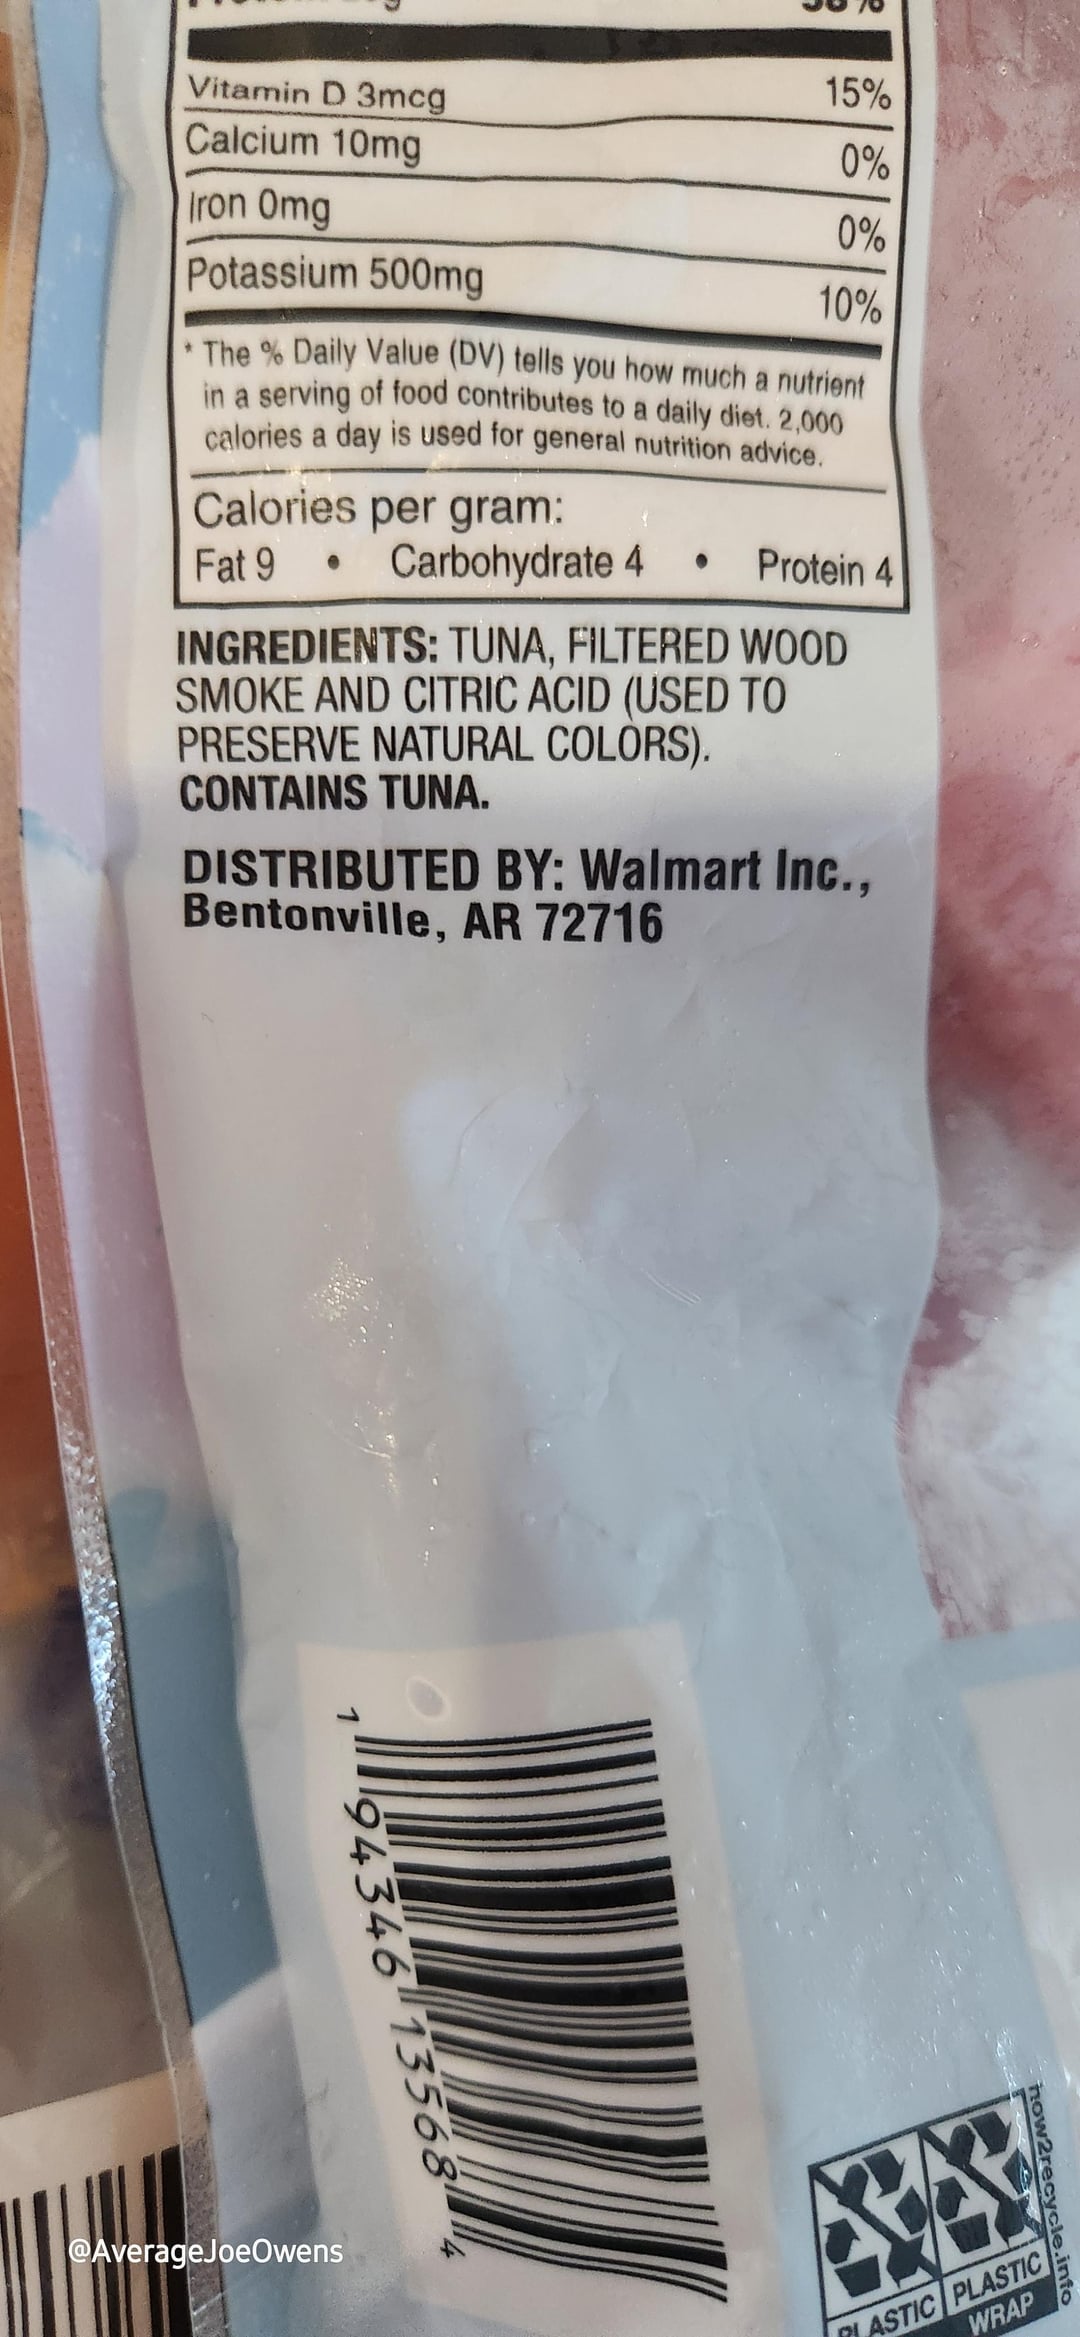 Vitamin D 3mcg 15%
Calcium 10mg 0%
Iron 0mg 0%
Potassium 500mg 10%
* The % Daily Value (DV) tells you how much a nutrient
in a serving of food contributes to a daily diet. 2,000
calories a day is used for general nutrition advice.
Calories per gram:
Fat 9 • Carbohydrate 4 • Protein 4
INGREDIENTS: TUNA, FILTERED WOOD
SMOKE AND CITRIC ACID (USED TO
PRESERVE NATURAL COLORS).
CONTAINS TUNA.
DISTRIBUTED BY: Walmart Inc.,
Bentonville, AR 72716
1 94346 13568 4
how2recycle.info
PLASTIC PLASTIC
WRAP
@AverageJoeOwens